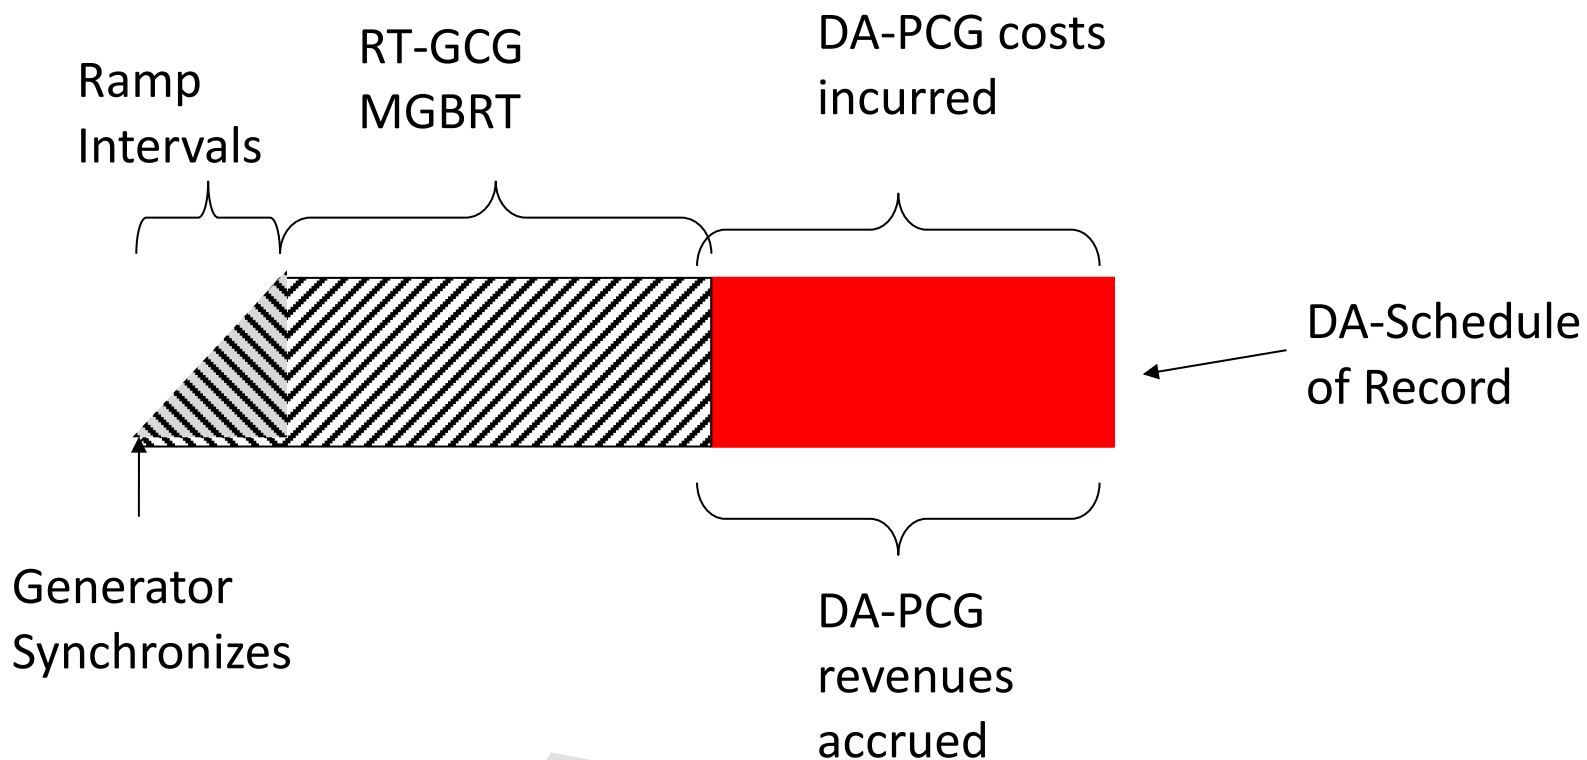 Ramp
Intervals
RT-GCG
MGBRT
DA-PCG costs
incurred
DA-Schedule
of Record
Generator
Synchronizes
DA-PCG
revenues
accrued